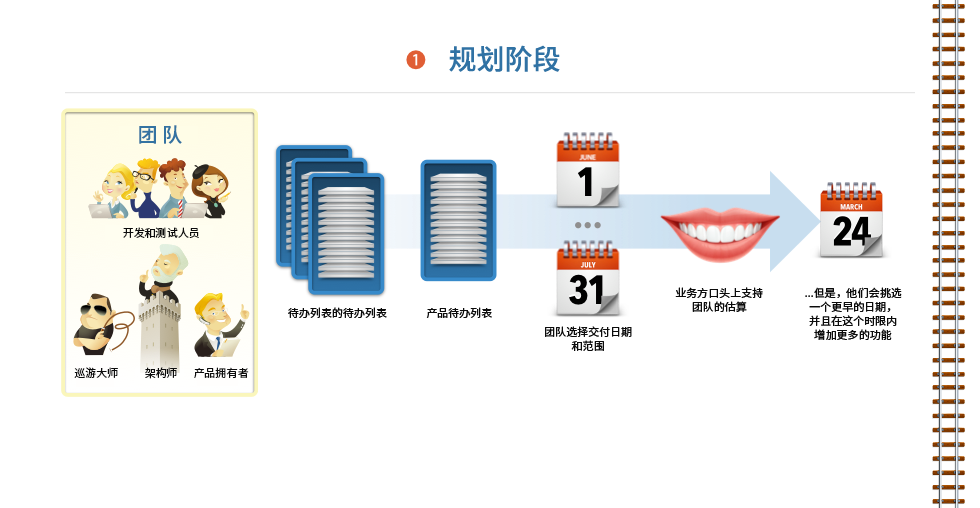 1 规划阶段
团队
开发和测试人员
巡游大师
架构师
产品拥有者
待办列表的待办列表
产品待办列表
JUNE
1
JULY
31
团队选择交付日期
和范围
业务方口头上支持
团队的估算
MARCH
24
...但是，他们会挑选
一个更早的日期，
并且在这个时限内
增加更多的功能